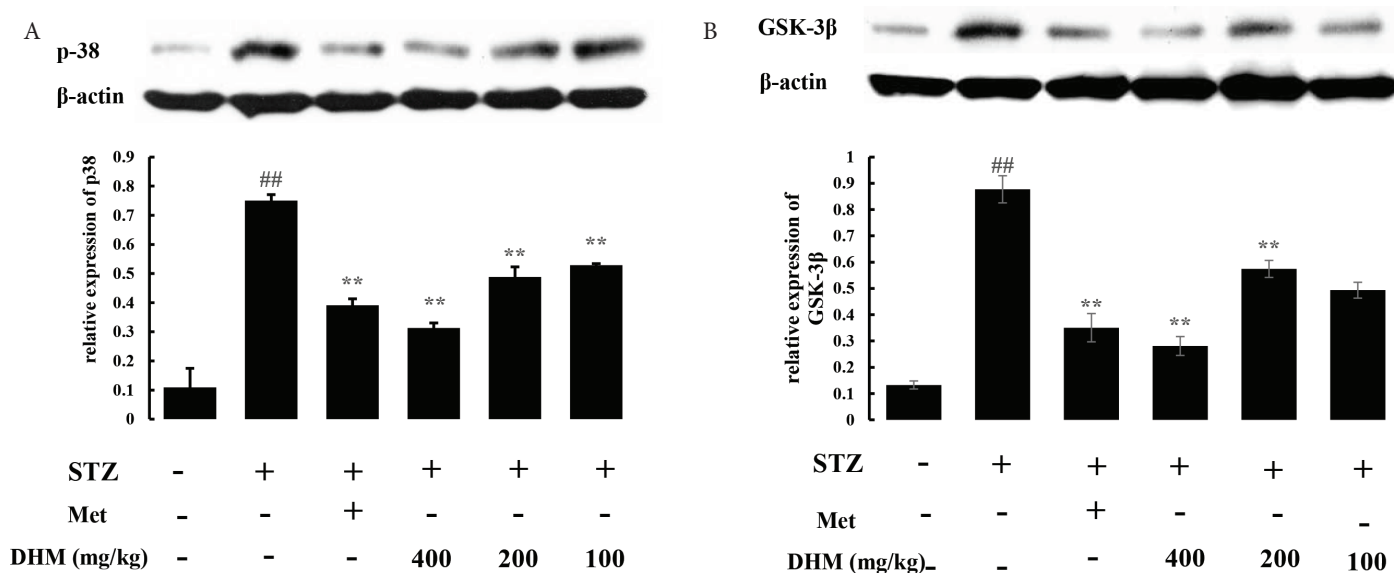 A
p-38
β-actin
relative expression of p38
0.9
0.8
0.7
0.6
0.5
0.4
0.3
0.2
0.1
0
##
**
**
**
**
STZ - + + + + +
Met - - + - - -
DHM (mg/kg) - - - 400 200 100
B
GSK-3β
β-actin
relative expression of
GSK-3β
1
0.9
0.8
0.7
0.6
0.5
0.4
0.3
0.2
0.1
0
##
**
**
**
STZ - + + + + +
Met - - + - - -
DHM (mg/kg) - - - 400 200 100